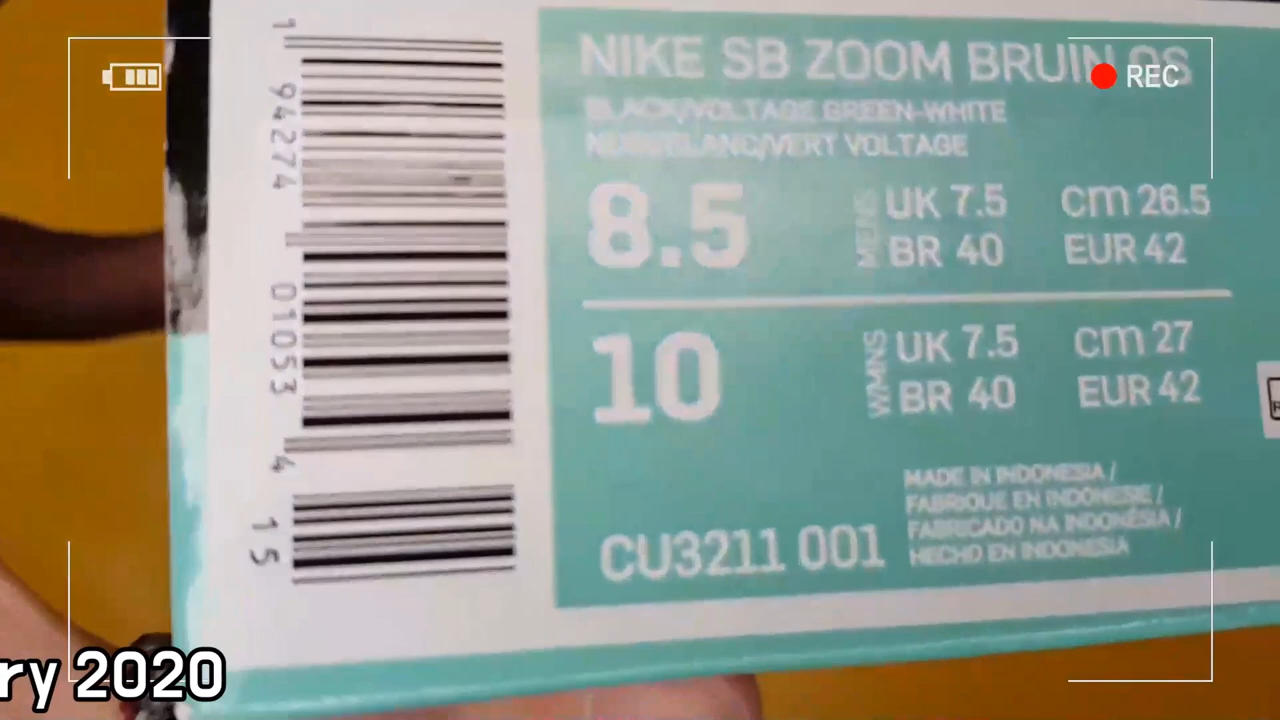 REC
NIKE SB ZOOM BRUIN QS
BLACK/VOLTAGE GREEN-WHITE
NOIR/BLANC/VERT VOLTAGE
8.5
MENS
UK 7.5
cm 26.5
BR 40
EUR 42
10
WMNS
UK 7.5
cm 27
BR 40
EUR 42
MADE IN INDONESIA /
FABRIQUE EN INDONESIE /
FABRICADO NA INDONÉSIA /
HECHO EN INDONESIA
CU3211 001
1 94274 01053 4
15
ry 2020